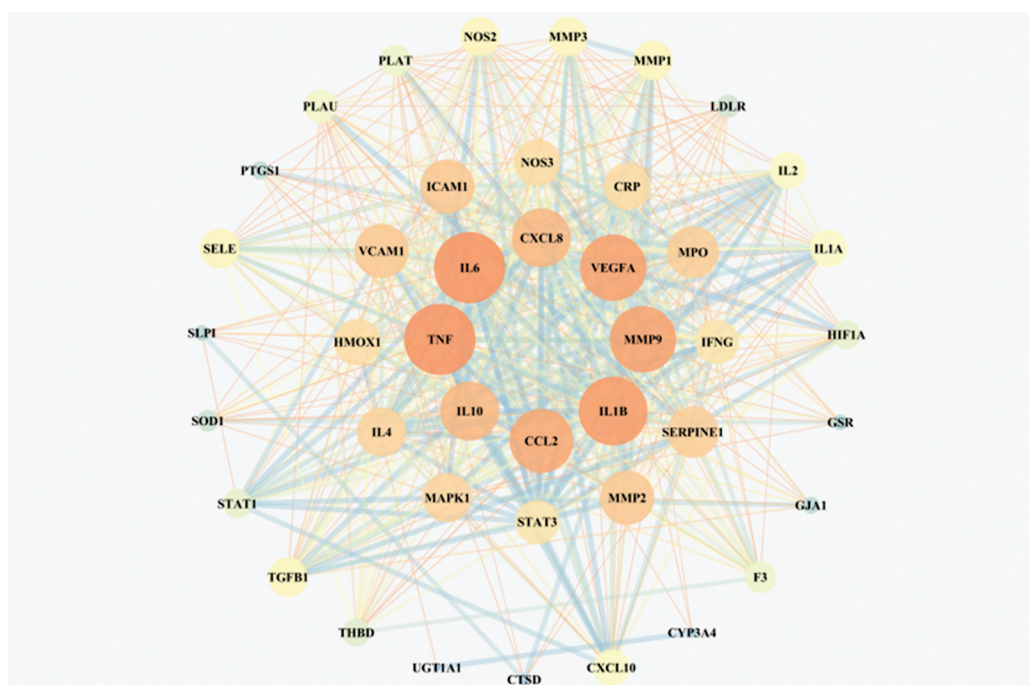 NOS2
MMP3
PLAT
MMP1
PLAU
LDLR
NOS3
PTGS1
IL2
ICAM1
CRP
CXCL8
SELE
VCAM1
MPO
IL1A
IL6
VEGFA
SLPI
HIF1A
TNF
MMP9
HMOX1
IFNG
IL10
IL1B
SOD1
GSR
IL4
SERPINE1
CCL2
MAPK1
MMP2
STAT1
GJA1
STAT3
TGFB1
F3
THBD
CYP3A4
UGT1A1
CXCL10
CTSD